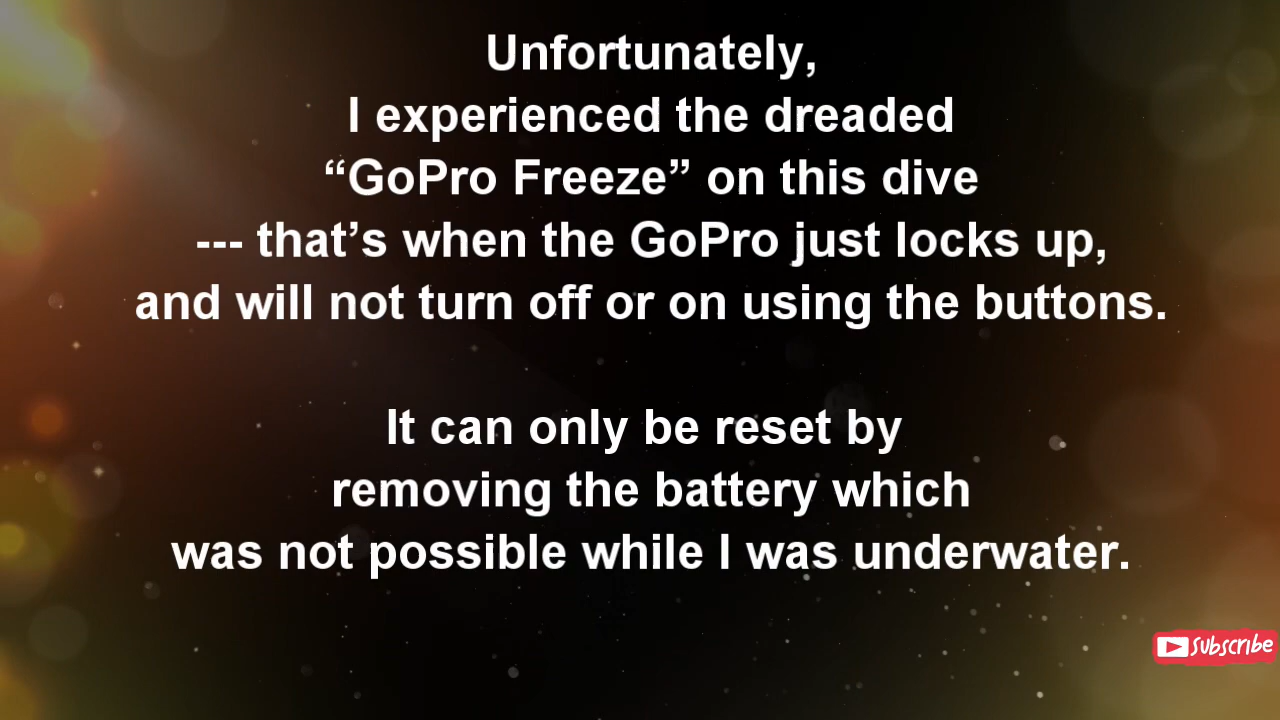 Unfortunately,
I experienced the dreaded
“GoPro Freeze” on this dive
--- that’s when the GoPro just locks up,
and will not turn off or on using the buttons.
It can only be reset by
removing the battery which
was not possible while I was underwater.
Subscribe